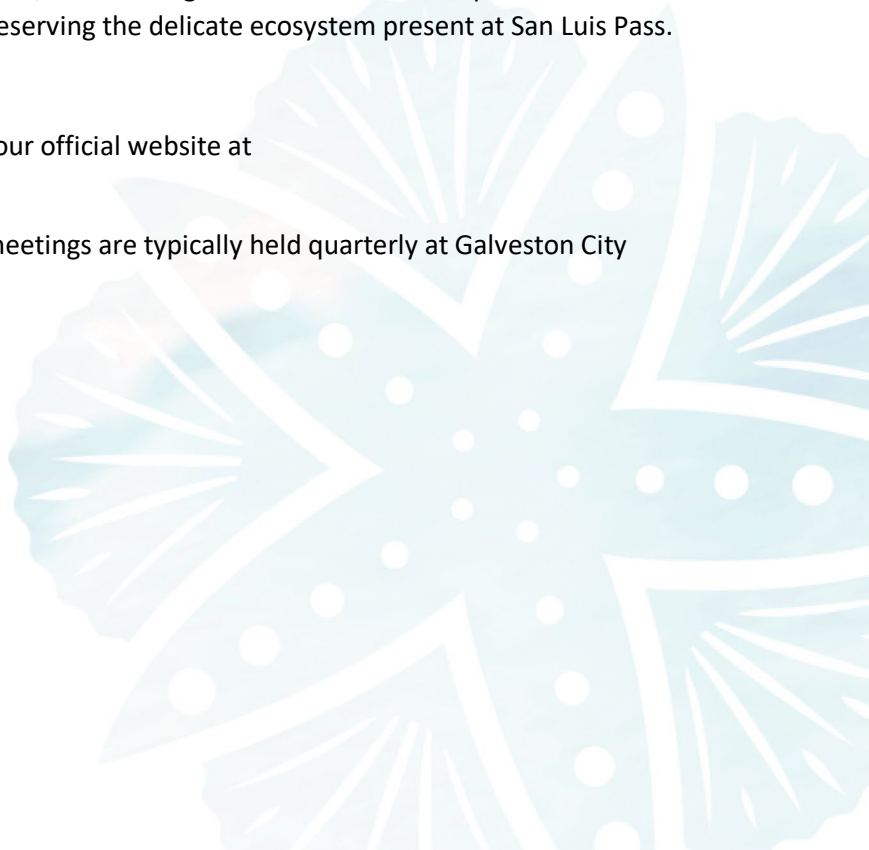 eserving the delicate ecosystem present at San Luis Pass.
our official website at
neetings are typically held quarterly at Galveston City